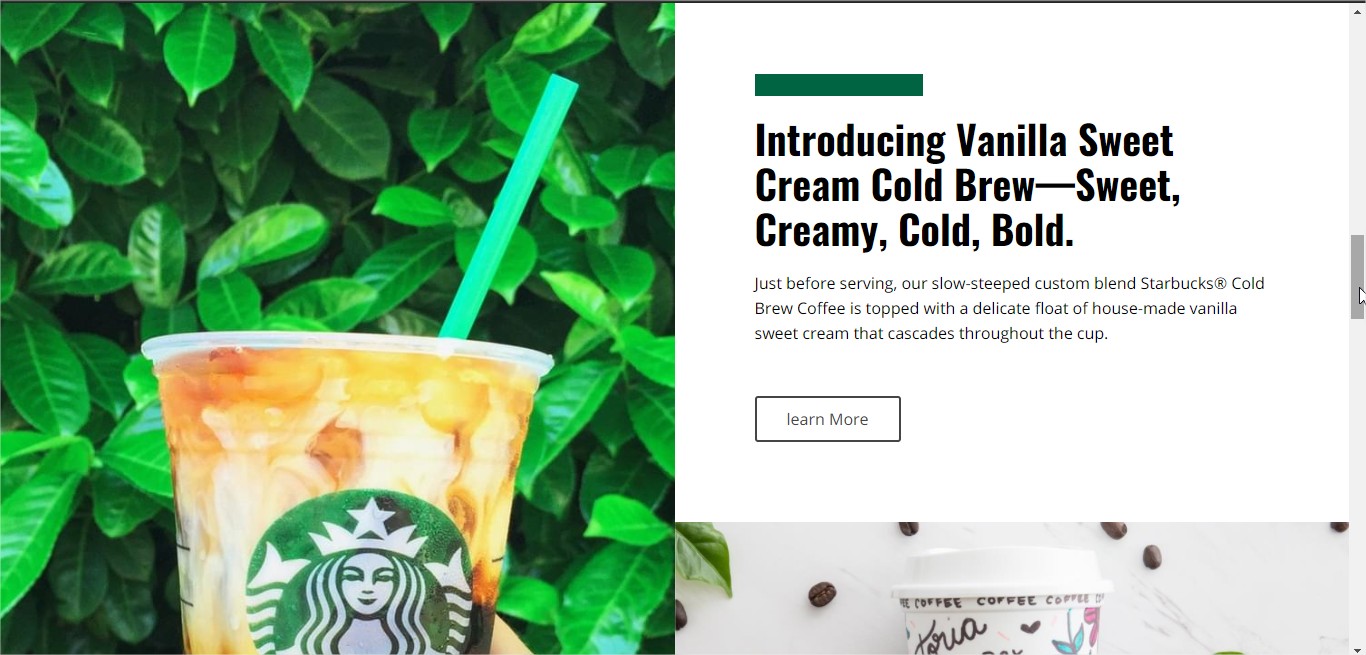 Introducing Vanilla Sweet
Cream Cold Brew—Sweet,
Creamy, Cold, Bold.
Just before serving, our slow-steeped custom blend Starbucks® Cold
Brew Coffee is topped with a delicate float of house-made vanilla
sweet cream that cascades throughout the cup.
learn More
COFFEE COFFEE COFFEE